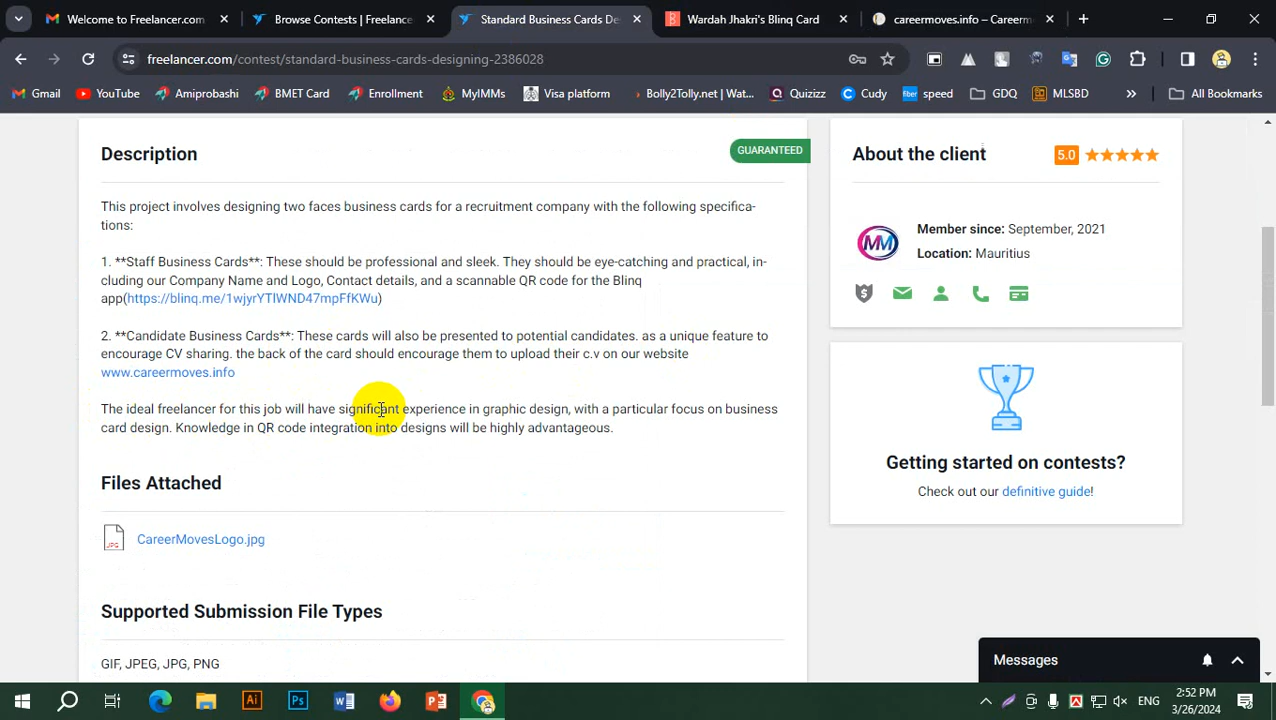 Welcome to Freelancer.com
Browse Contests | Freelance
Standard Business Cards De
Wardah Jhakri's Blinq Card
careermoves.info – Careerm
freelancer.com/contest/standard-business-cards-designing-2386028
Gmail
YouTube
Amiprobashi
BMET Card
Enrollment
MyIMMs
Visa platform
Bolly2Tolly.net | Wat...
Quizizz
Cudy
fiber speed
GDQ
MLSBD
»
All Bookmarks
Description
GUARANTEED
This project involves designing two faces business cards for a recruitment company with the following specifica-
tions:
1. **Staff Business Cards**: These should be professional and sleek. They should be eye-catching and practical, in-
cluding our Company Name and Logo, Contact details, and a scannable QR code for the Blinq
app(https://blinq.me/1wjyrYTlWND47mpFfKWu)
2. **Candidate Business Cards**: These cards will also be presented to potential candidates. as a unique feature to
encourage CV sharing. the back of the card should encourage them to upload their c.v on our website
www.careermoves.info
The ideal freelancer for this job will have significant experience in graphic design, with a particular focus on business
card design. Knowledge in QR code integration into designs will be highly advantageous.
Files Attached
JPG
CareerMovesLogo.jpg
Supported Submission File Types
GIF, JPEG, JPG, PNG
About the client
5.0
MM
Member since: September, 2021
Location: Mauritius
Getting started on contests?
Check out our definitive guide!
Messages
Ai
Ps
ENG
2:52 PM
3/26/2024